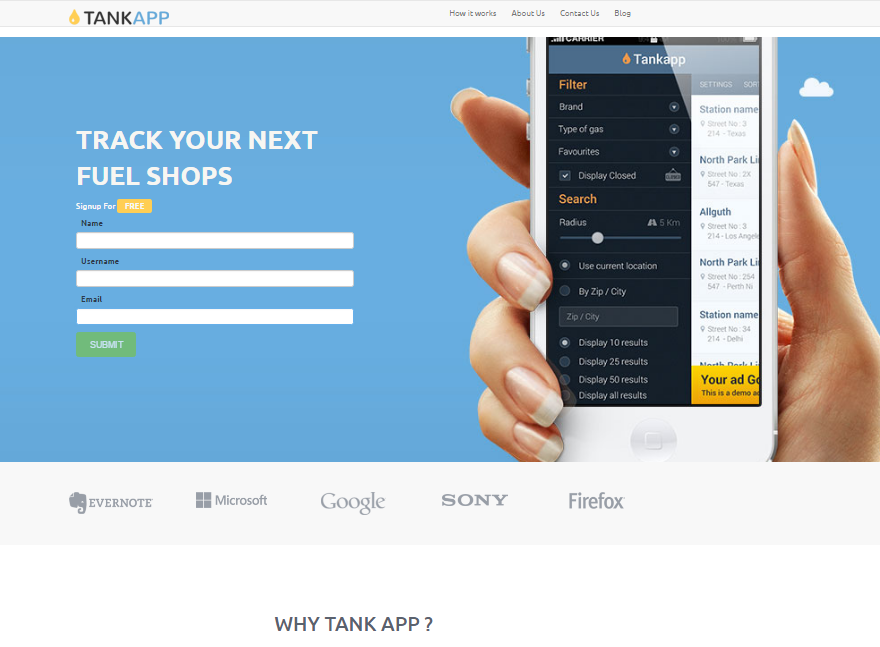 TANKAPP
How it works About Us Contact Us Blog
TRACK YOUR NEXT
FUEL SHOPS
Signup For FREE
Name
Username
Email
SUBMIT
CARRIER
Tankapp
Filter
Brand
Type of gas
Favourites
Display Closed
Search
Radius 5 Km
Use current location
By Zip / City
Zip / City
Display 10 results
Display 25 results
Display 50 results
Display all results
SETTINGS SOR
Station name
Street No : 3
214 - Texas
North Park Li
Street No : 2X
547 - Texas
Allguth
Street No : 3
214 - Los Angele
North Park Li
Street No : 254
547 - Perth Ni
Station name
Street No : 34
214 - Delhi
North Park Li
Your ad Go
This is a demo a
EVERNOTE
Microsoft
Google
SONY
Firefox
WHY TANK APP ?